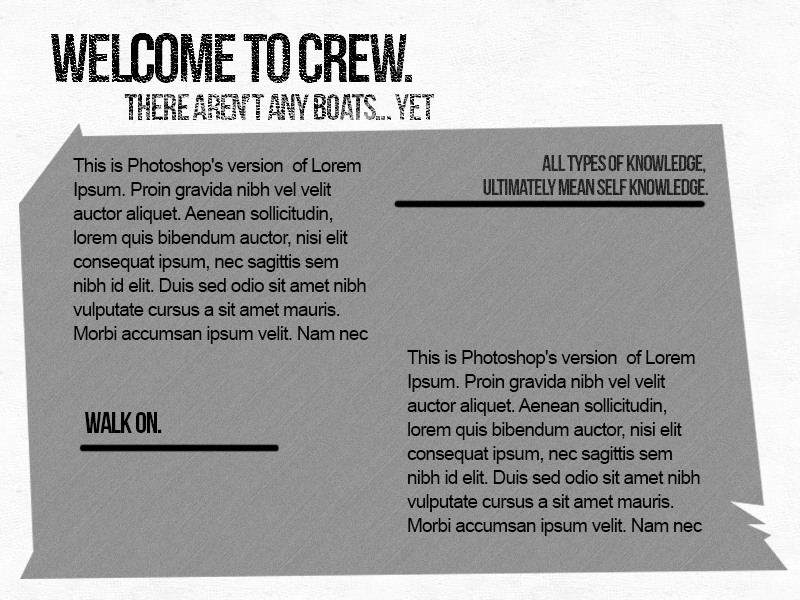 WELCOME TO CREW.
THERE AREN'T ANY BOATS... YET
This is Photoshop's version  of Lorem
Ipsum. Proin gravida nibh vel velit
auctor aliquet. Aenean sollicitudin,
lorem quis bibendum auctor, nisi elit
consequat ipsum, nec sagittis sem
nibh id elit. Duis sed odio sit amet nibh
vulputate cursus a sit amet mauris.
Morbi accumsan ipsum velit. Nam nec
WALK ON.
ALL TYPES OF KNOWLEDGE,
ULTIMATELY MEAN SELF KNOWLEDGE.
This is Photoshop's version  of Lorem
Ipsum. Proin gravida nibh vel velit
auctor aliquet. Aenean sollicitudin,
lorem quis bibendum auctor, nisi elit
consequat ipsum, nec sagittis sem
nibh id elit. Duis sed odio sit amet nibh
vulputate cursus a sit amet mauris.
Morbi accumsan ipsum velit. Nam nec